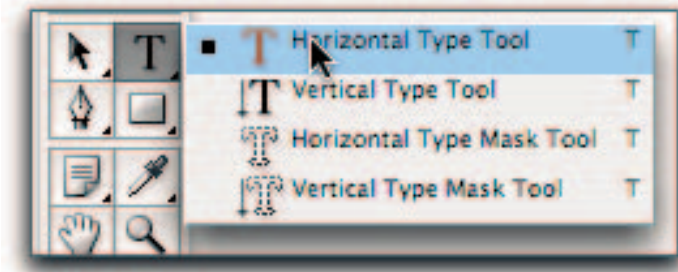 Horizontal Type Tool T
Vertical Type Tool T
Horizontal Type Mask Tool T
Vertical Type Mask Tool T